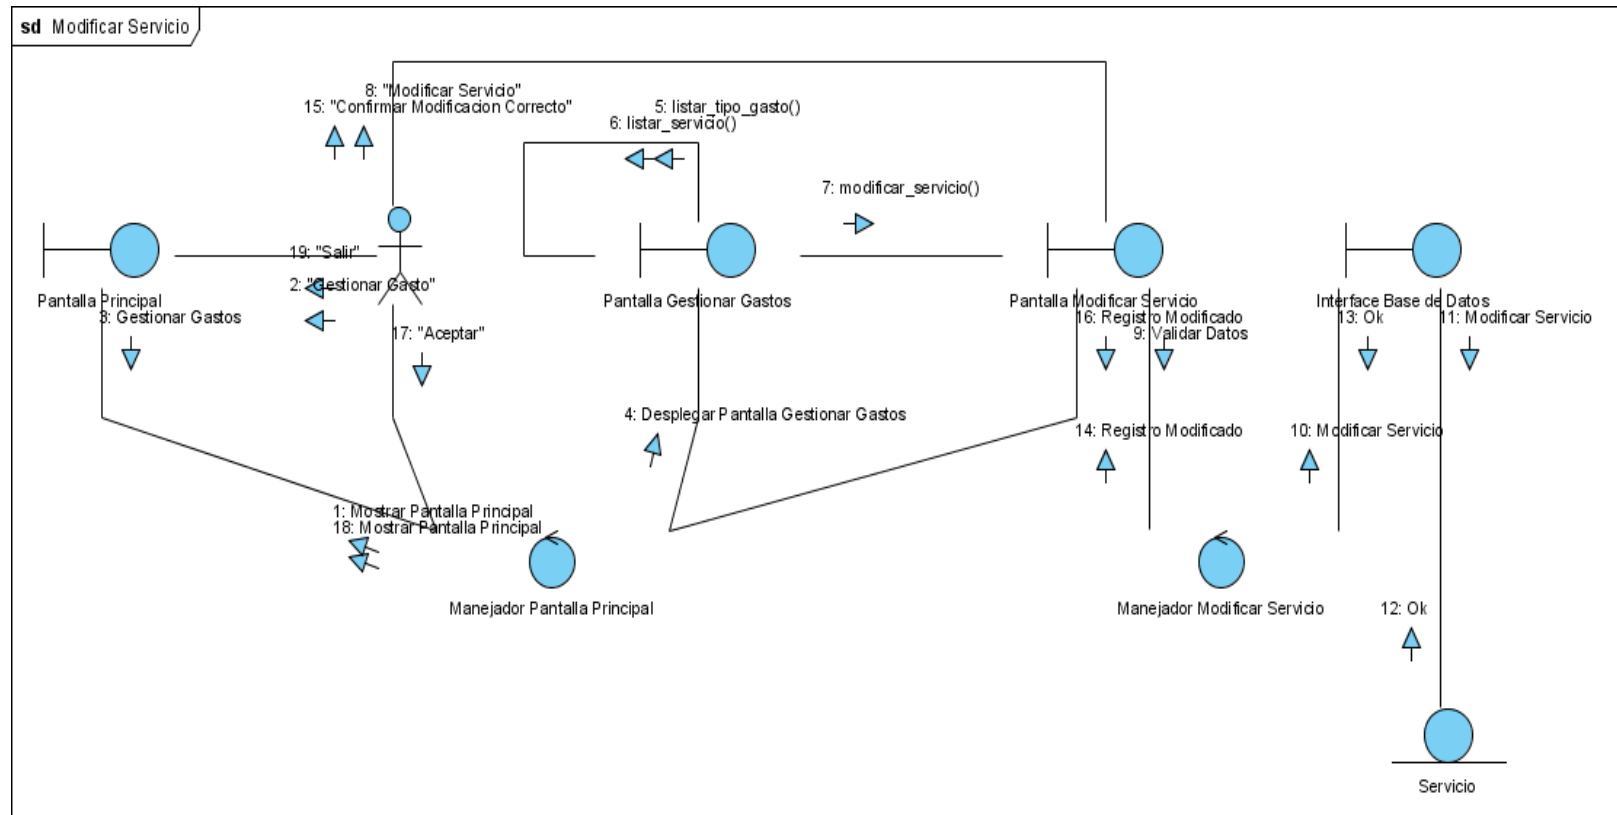 sd Modificar Servicio
8: "Modificar Servicio"
15: "Confirmar Modificacion Correcto"
5: listar_tipo_gasto()
6: listar_servicio()
7: modificar_servicio()
19: "Salir"
2: "Gestionar Gasto"
Pantalla Principal
Pantalla Gestionar Gastos
Pantalla Modificar Servicio
Interface Base de Datos
3: Gestionar Gastos
16: Registro Modificado
13: Ok
11: Modificar Servicio
17: "Aceptar"
9: Validar Datos
4: Desplegar Pantalla Gestionar Gastos
14: Registro Modificado
10: Modificar Servicio
1: Mostrar Pantalla Principal
18: Mostrar Pantalla Principal
Manejador Pantalla Principal
Manejador Modificar Servicio
12: Ok
Servicio